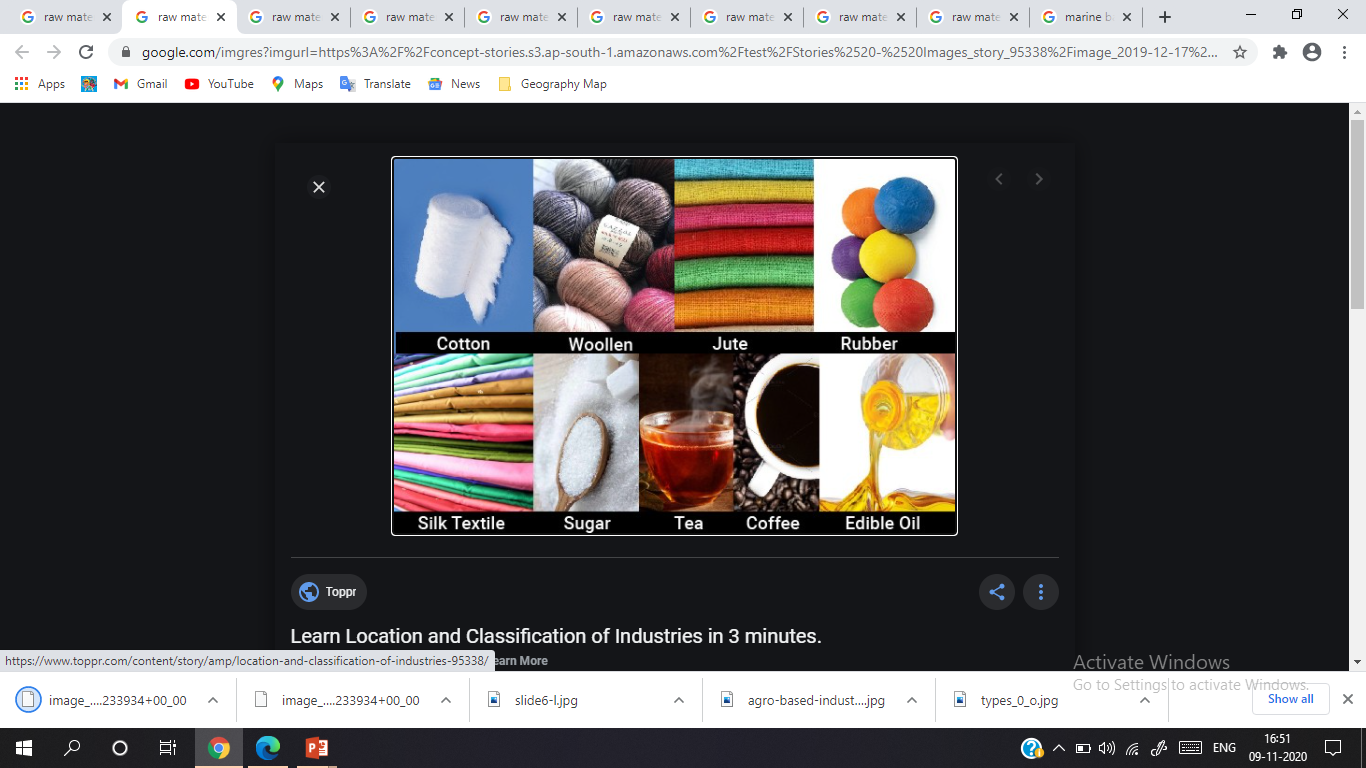 raw mate
raw mate
raw mate
raw mate
raw mate
raw mate
raw mate
raw mate
raw mate
marine b
google.com/imgres?imgurl=https%3A%2F%2Fconcept-stories.s3.ap-south-1.amazonaws.com%2Ftest%2FStories%2520-%2520Images_story_95338%2Fimage_2019-12-17%2...
Apps
Gmail
YouTube
Maps
Translate
News
Geography Map
Cotton
Woollen
Jute
Rubber
Silk Textile
Sugar
Tea
Coffee
Edible Oil
Toppr
Learn Location and Classification of Industries in 3 minutes.
https://www.toppr.com/content/story/amp/location-and-classification-of-industries-95338/
earn More
Activate Windows
Go to Settings to activate Windows.
image_....233934+00_00
image_....233934+00_00
slide6-l.jpg
agro-based-indust....jpg
types_0_o.jpg
Show all
ENG
16:51
09-11-2020